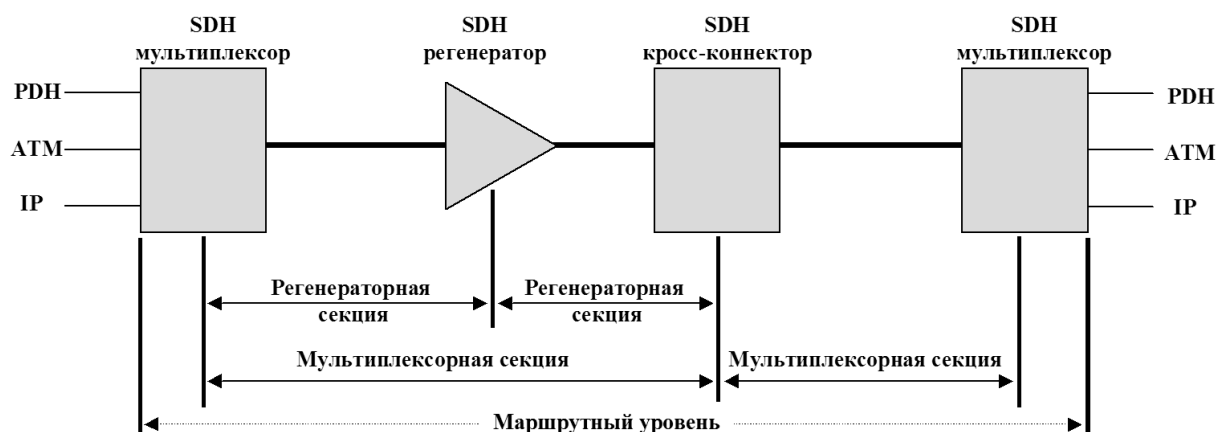 SDH
мультиплексор
SDH
регенератор
SDH
кросс-коннектор
SDH
мультиплексор
PDH
ATM
IP
PDH
ATM
IP
Регенераторная
секция
Регенераторная
секция
Мультиплексорная секция
Мультиплексорная секция
Маршрутный уровень